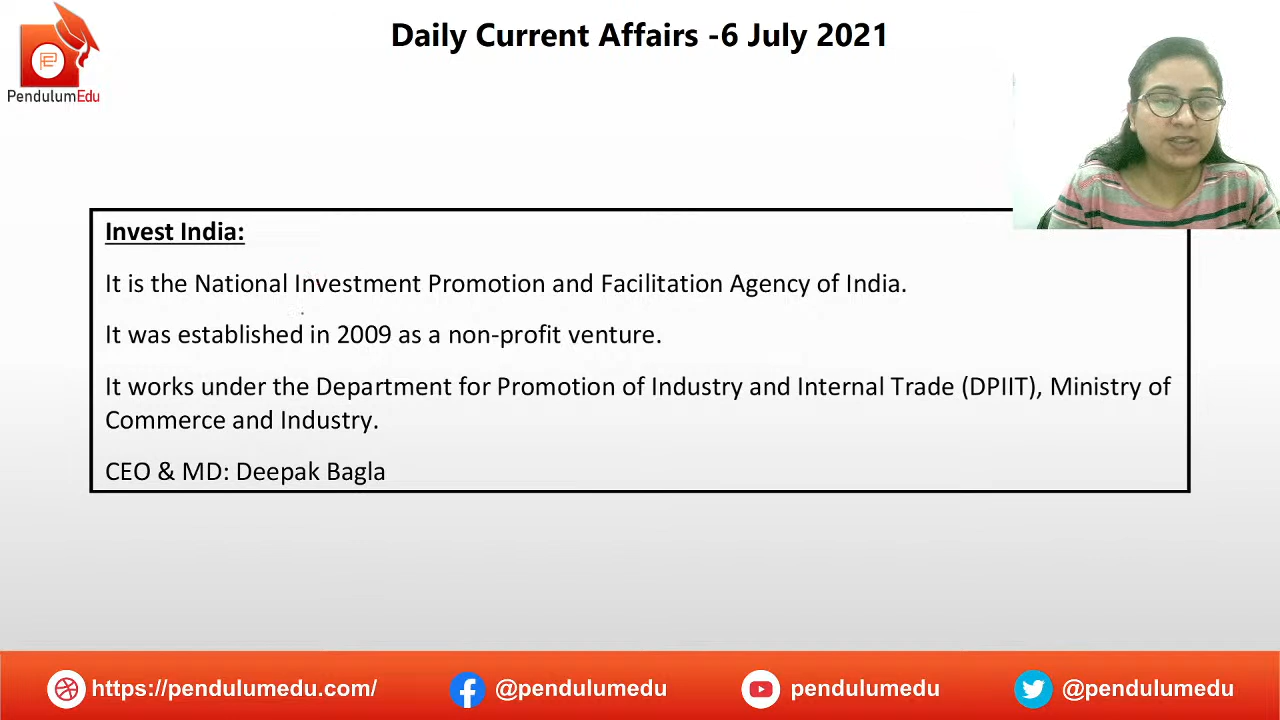 Daily Current Affairs -6 July 2021
PendulumEdu
Invest India:
It is the National Investment Promotion and Facilitation Agency of India.
It was established in 2009 as a non-profit venture.
It works under the Department for Promotion of Industry and Internal Trade (DPIIT), Ministry of
Commerce and Industry.
CEO & MD: Deepak Bagla
https://pendulumedu.com/
@pendulumedu
pendulumedu
@pendulumedu